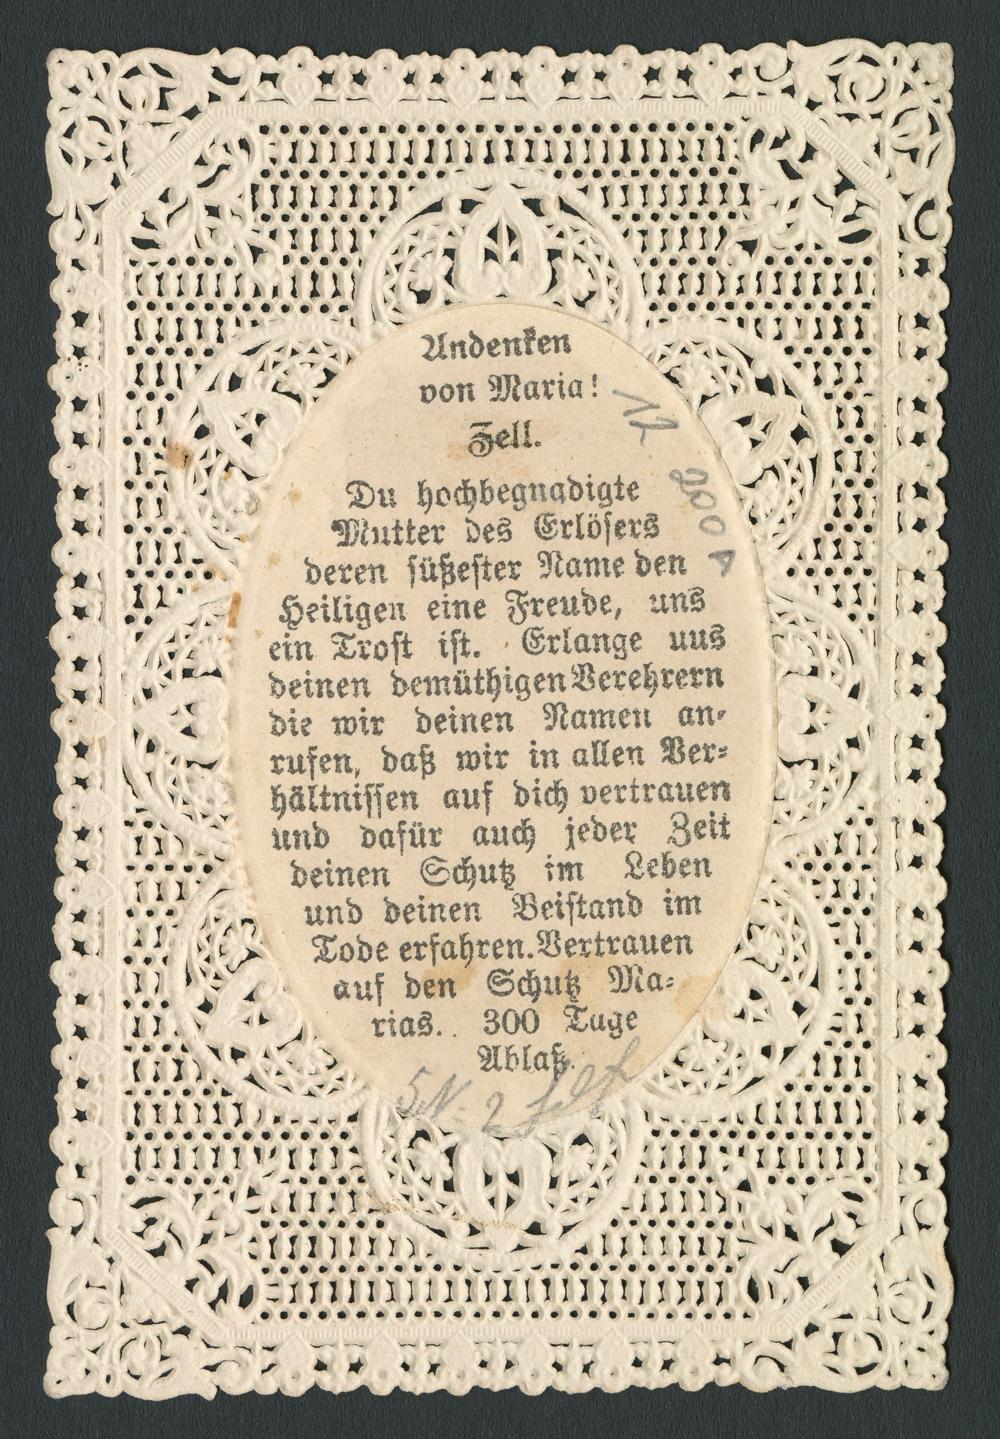 Andenken
von Maria!
Zell.
Du hochbegnadigte
Mutter des Erlösers
deren süßester Name den
Heiligen eine Freude, uns
ein Trost ist. Erlange uus
deinen demüthigen Verehrern
die wir deinen Namen an-
rufen, daß wir in allen Ver-
hältnissen auf dich vertrauen
und dafür auch jeder Zeit
deinen Schutz im Leben
und deinen Beistand im
Tode erfahren. Vertrauen
auf den Schutz Ma-
rias. 300 Tage
Ablaß.
12